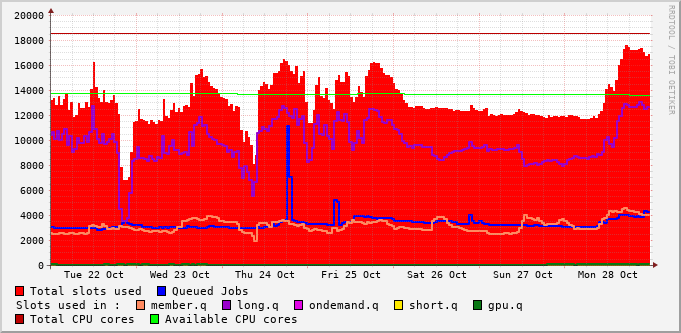 20000
18000
16000
14000
12000
10000
8000
6000
4000
2000
0
Tue 22 Oct Wed 23 Oct Thu 24 Oct Fri 25 Oct Sat 26 Oct Sun 27 Oct Mon 28 Oct
Total slots used Queued Jobs
Slots used in : member.q long.q ondemand.q short.q gpu.q
Total CPU cores Available CPU cores
RRDTOOL / TOBI OETIKER